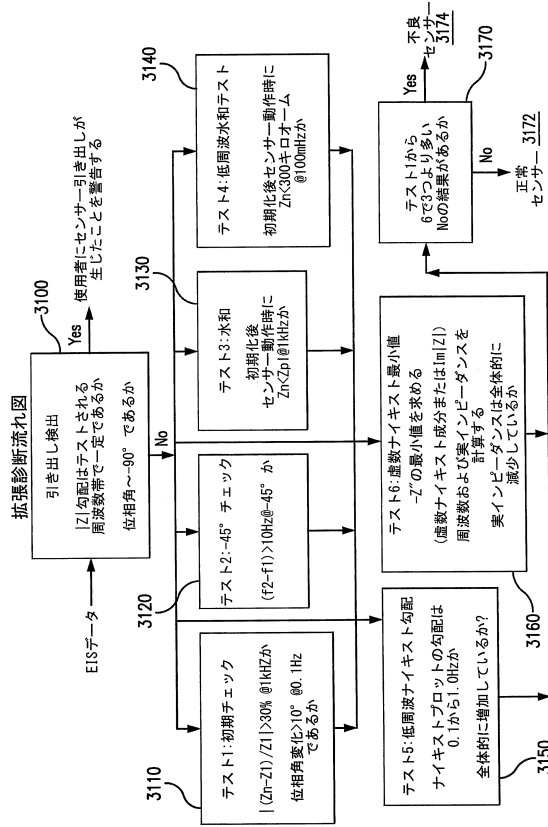 拡張診断流れ図
EISデータ
3100
引き出し検出
|Z|勾配はテストされる
周波数帯で一定であるか
位相角～-90°であるか
Yes
使用者にセンサー引き出しが
生じたことを警告する
No
3110
テスト1:初期チェック
|(Zn-Z1)/Z1|>30% @1kHZか
位相角変化>10° @0.1Hz
であるか
3120
テスト2:-45° チェック
(f2-f1)>10Hz@-45° か
3130
テスト3:水和
初期化後
センサー動作時に
Zn<Zpl@1kHzか
3140
テスト4:低周波水和テスト
初期化後センサー動作時に
Zn<300キロオーム
@100mHzか
3150
テスト5:低周波ナイキスト勾配
ナイキストプロットの勾配は
0.1から1.0Hzか
全体的に増加しているか?
3160
テスト6:虚数ナイキスト最小値
-Z"の最小値を求める
(虚数ナイキスト成分またはIm|Z|)
周波数および実インピーダンスを
計算する
実インピーダンスは全体的に
減少しているか
3170
テスト1から
6で3つより多い
Noの結果があるか
Yes
不良
センサー
3174
No
正常
センサー
3172